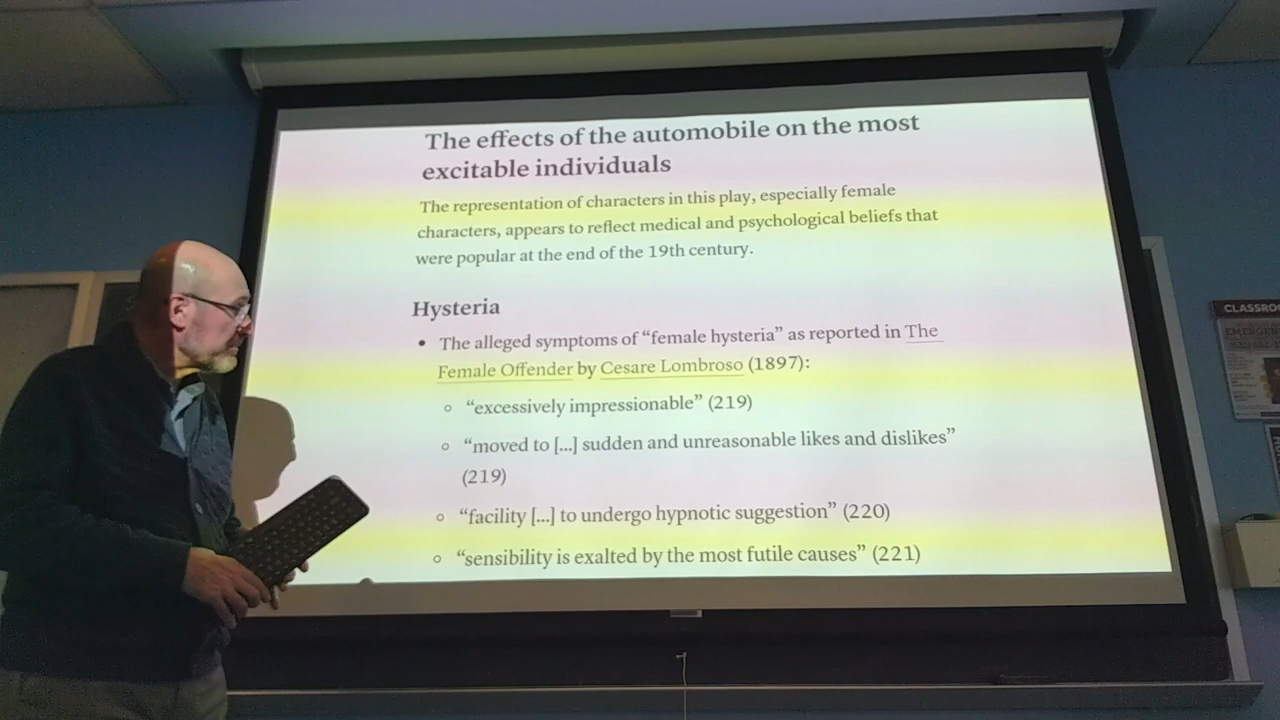 The effects of the automobile on the most
excitable individuals
The representation of characters in this play, especially female
characters, appears to reflect medical and psychological beliefs that
were popular at the end of the 19th century.
Hysteria
• The alleged symptoms of “female hysteria” as reported in The
Female Offender by Cesare Lombroso (1897):
○ “excessively impressionable” (219)
○ “moved to [...] sudden and unreasonable likes and dislikes”
(219)
○ “facility [...] to undergo hypnotic suggestion” (220)
○ “sensibility is exalted by the most futile causes” (221)
CLASSRO